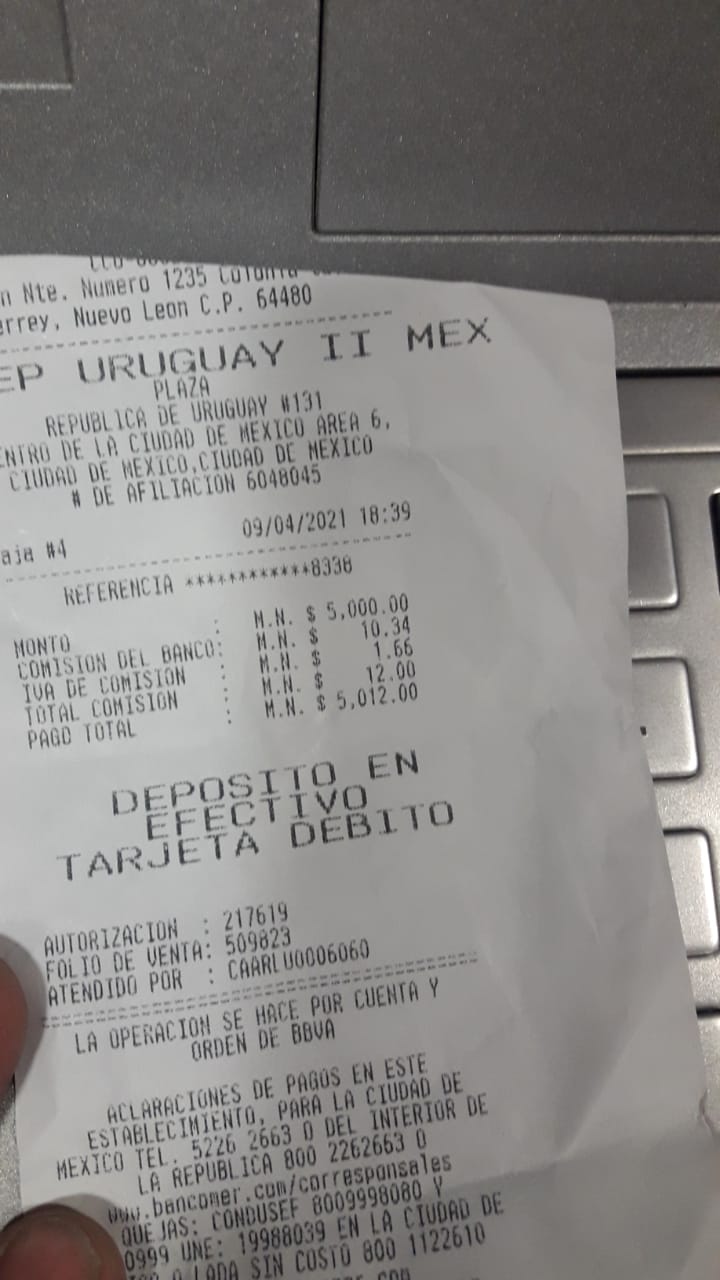 n Nte. Numero 1235 Colonia
errey, Nuevo Leon C.P. 64480
EP URUGUAY II MEX
PLAZA
REPUBLICA DE URUGUAY #131
ENTRO DE LA CIUDAD DE MEXICO AREA 6,
CIUDAD DE MEXICO,CIUDAD DE MEXICO
# DE AFILIACION 6048045
aja #4 09/04/2021 18:39
REFERENCIA ************8338
MONTO : M.N. $ 5,000.00
COMISION DEL BANCO: M.N. $ 10.34
IVA DE COMISION : M.N. $ 1.66
TOTAL COMISION : M.N. $ 12.00
PAGO TOTAL : M.N. $ 5,012.00
DEPOSITO EN
EFECTIVO
TARJETA DEBITO
AUTORIZACION : 217619
FOLIO DE VENTA: 509823
ATENDIDO POR : CAARLU0006060
LA OPERACION SE HACE POR CUENTA Y
ORDEN DE BBVA
ACLARACIONES DE PAGOS EN ESTE
ESTABLECIMIENTO, PARA LA CIUDAD DE
MEXICO TEL. 5226 2663 O DEL INTERIOR DE
LA REPUBLICA 800 2262663 O
www.bancomer.com/corresponsales
QUEJAS: CONDUSEF 8009998080 Y
0999 UNE: 19988039 EN LA CIUDAD DE
O LADA SIN COSTO 800 1122610